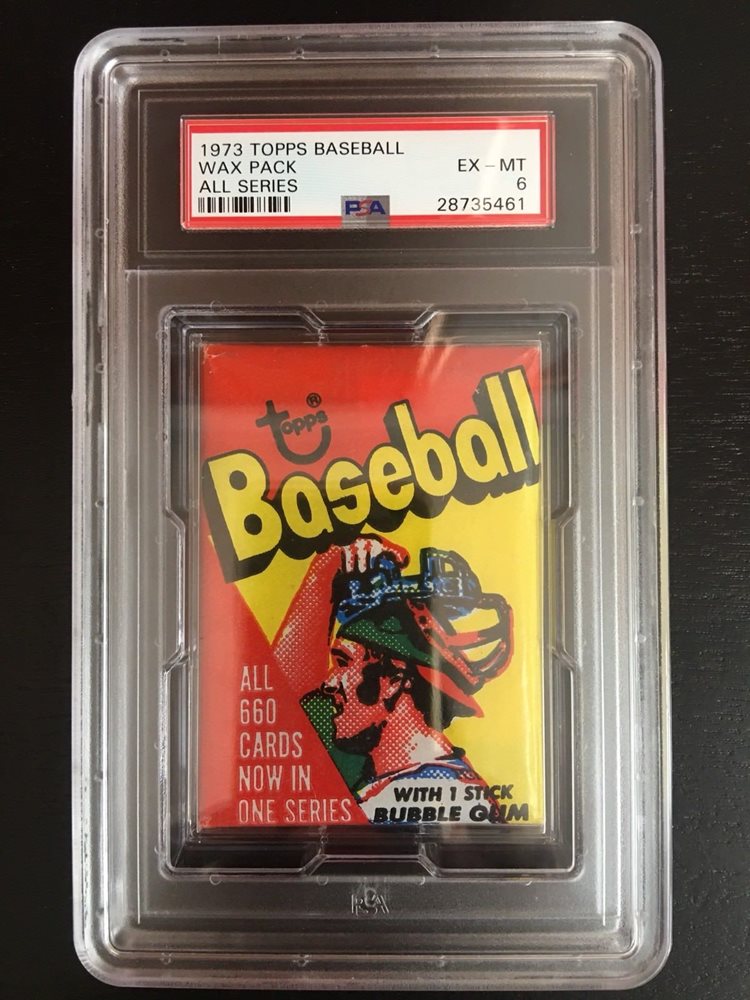 1973 TOPPS BASEBALL
WAX PACK EX-MT
ALL SERIES 6
PSA 28735461
topps®
Baseball
ALL
660
CARDS
NOW IN
ONE SERIES
WITH 1 STICK
BUBBLE GUM
PSA